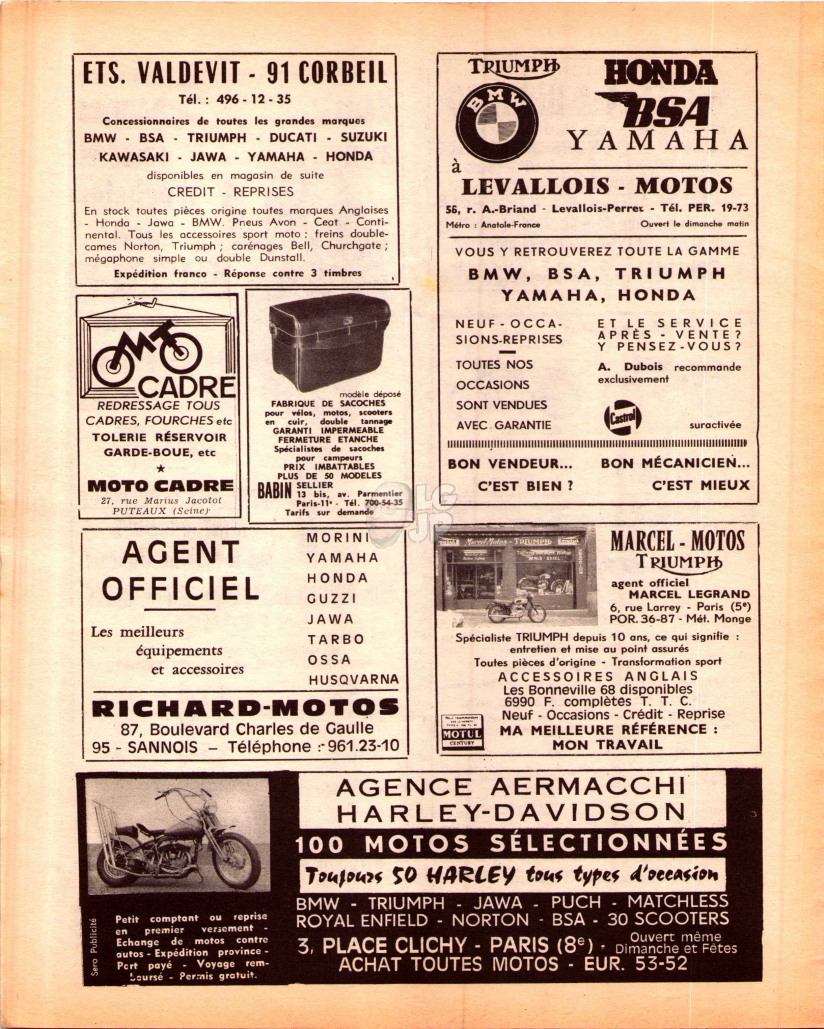 ETS. VALDEVIT - 91 CORBEIL
Tél. : 496 - 12 - 35
Concessionnaires de toutes les grandes marques
BMW - BSA - TRIUMPH - DUCATI - SUZUKI
KAWASAKI - JAWA - YAMAHA - HONDA
disponibles en magasin de suite
CREDIT - REPRISES
En stock toutes pièces origine toutes marques Anglaises
- Honda - Jawa - BMW. Pneus Avon - Ceat - Conti-
nental. Tous les accessoires sport moto : freins double-
cames Norton, Triumph ; carénages Bell, Churchgate ;
mégaphone simple ou double Dunstall.
Expédition franco - Réponse contre 3 timbres
TRIUMPH
HONDA
BMW
BSA
YAMAHA
à
LEVALLOIS - MOTOS
56, r. A.-Briand - Levallois-Perret - Tél. PER. 19-73
Métro : Anatole-France Ouvert le dimanche matin
VOUS Y RETROUVEREZ TOUTE LA GAMME
BMW, BSA, TRIUMPH
YAMAHA, HONDA
NEUF - OCCA-
SIONS-REPRISES
TOUTES NOS
OCCASIONS
SONT VENDUES
AVEC GARANTIE
ET LE SERVICE
APRÈS - VENTE?
Y PENSEZ-VOUS?
A. Dubois recommande
exclusivement
Castrol
suractivée
BON VENDEUR... BON MÉCANICIEN...
C'EST BIEN ? C'EST MIEUX
MOTO
CADRE
REDRESSAGE TOUS
CADRES, FOURCHES etc
TOLERIE RÉSERVOIR
GARDE-BOUE, etc
MOTO CADRE
27, rue Marius Jacotot
PUTEAUX (Seine)
modèle déposé
FABRIQUE DE SACOCHES
pour vélos, motos, scooters
en cuir, double tannage
GARANTI IMPERMEABLE
FERMETURE ETANCHE
Spécialistes de sacoches
pour campeurs
PRIX IMBATTABLES
PLUS DE 50 MODELES
BABIN SELLIER
13 bis, av. Parmentier
Paris-11e - Tél. 700-54-35
Tarifs sur demande
LG
JP
AGENT
OFFICIEL
Les meilleurs
équipements
et accessoires
MORINI
YAMAHA
HONDA
GUZZI
JAWA
TARBO
OSSA
HUSQVARNA
RICHARD-MOTOS
87, Boulevard Charles de Gaulle
95 - SANNOIS – Téléphone :- 961.23-10
Marcel-Motos - TRIUMPH
MARCEL - MOTOS
TRIUMPH
agent officiel
MARCEL LEGRAND
6, rue Larrey - Paris (5e)
POR. 36-87 - Mét. Monge
Spécialiste TRIUMPH depuis 10 ans, ce qui signifie :
entretien et mise au point assurés
Toutes pièces d'origine - Transformation sport
ACCESSOIRES ANGLAIS
Les Bonneville 68 disponibles
6990 F. complètes T. T. C.
Neuf - Occasions - Crédit - Reprise
MA MEILLEURE RÉFÉRENCE :
MON TRAVAIL
MOTUL
CENTURY
AGENCE AERMACCHI
HARLEY-DAVIDSON
100 MOTOS SÉLECTIONNÉES
Toujours 50 HARLEY tous types d'occasion
BMW - TRIUMPH - JAWA - PUCH - MATCHLESS
ROYAL ENFIELD - NORTON - BSA - 30 SCOOTERS
3, PLACE CLICHY - PARIS (8e) - Ouvert même
Dimanche et Fêtes
ACHAT TOUTES MOTOS - EUR. 53-52
Sero Publicité
Petit comptant ou reprise
en premier versement -
Echange de motos contre
autos - Expédition province -
Port payé - Voyage rem-
boursé - Permis gratuit.